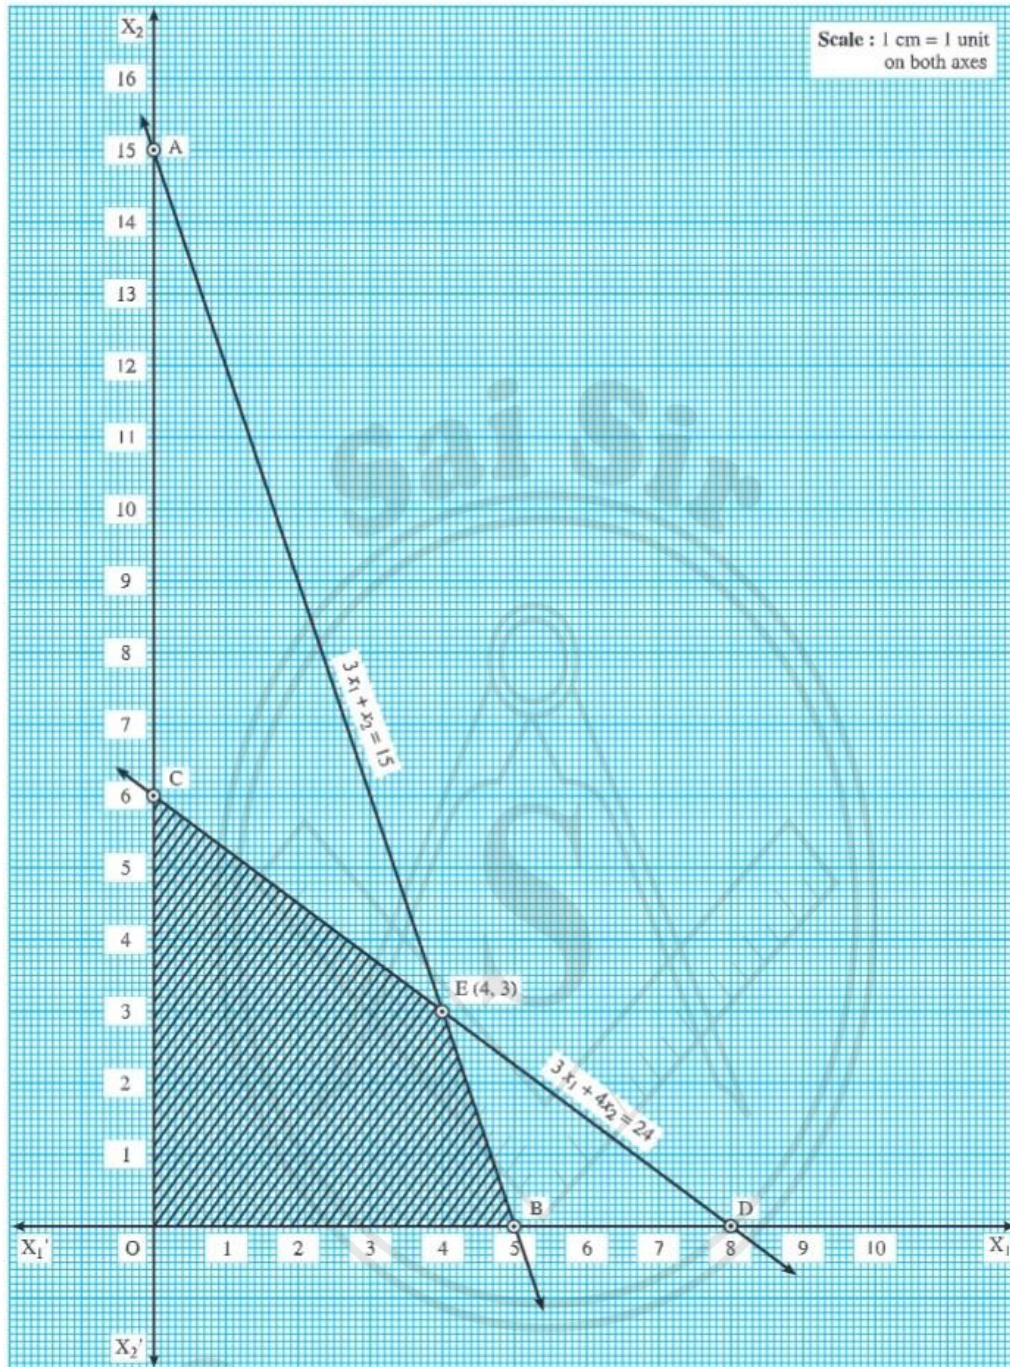 X₂
Scale : 1 cm = 1 unit
on both axes
16
15
A
14
13
12
11
Sai Sir
10
9
8
3x₁ + x₂ = 15
7
C
6
5
S
4
E (4, 3)
3
2
3x₁ + 4x₂ = 24
1
B
D
X₁'
O
1
2
3
4
5
6
7
8
9
10
X₁
X₂'